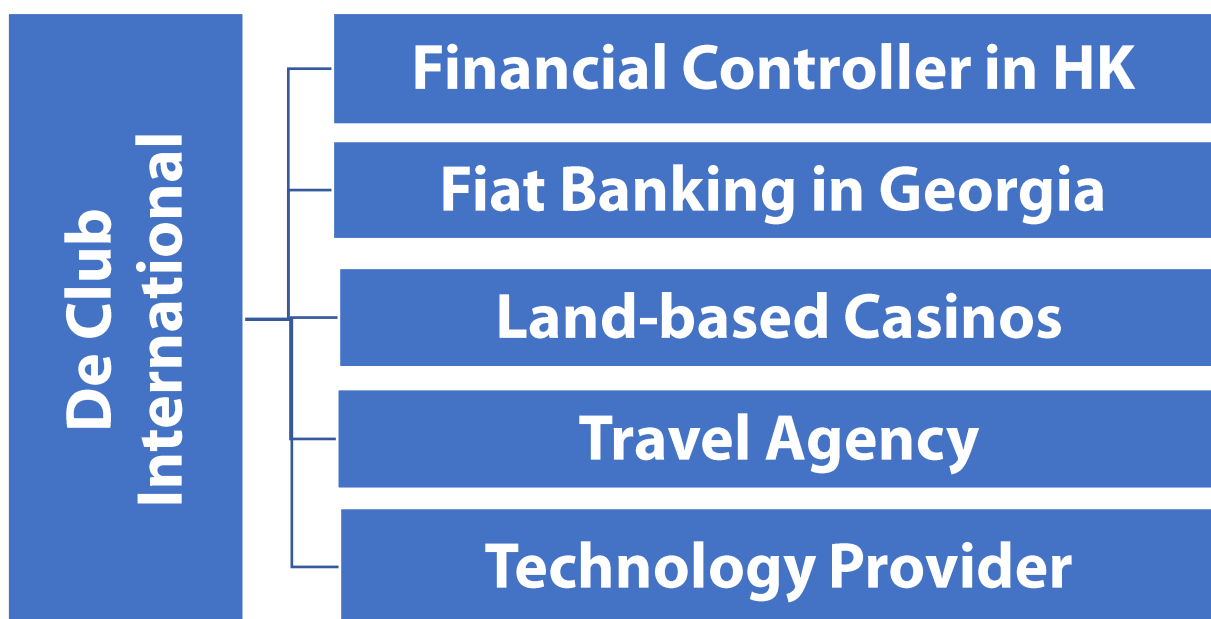 De Club
International
Financial Controller in HK
Fiat Banking in Georgia
Land-based Casinos
Travel Agency
Technology Provider